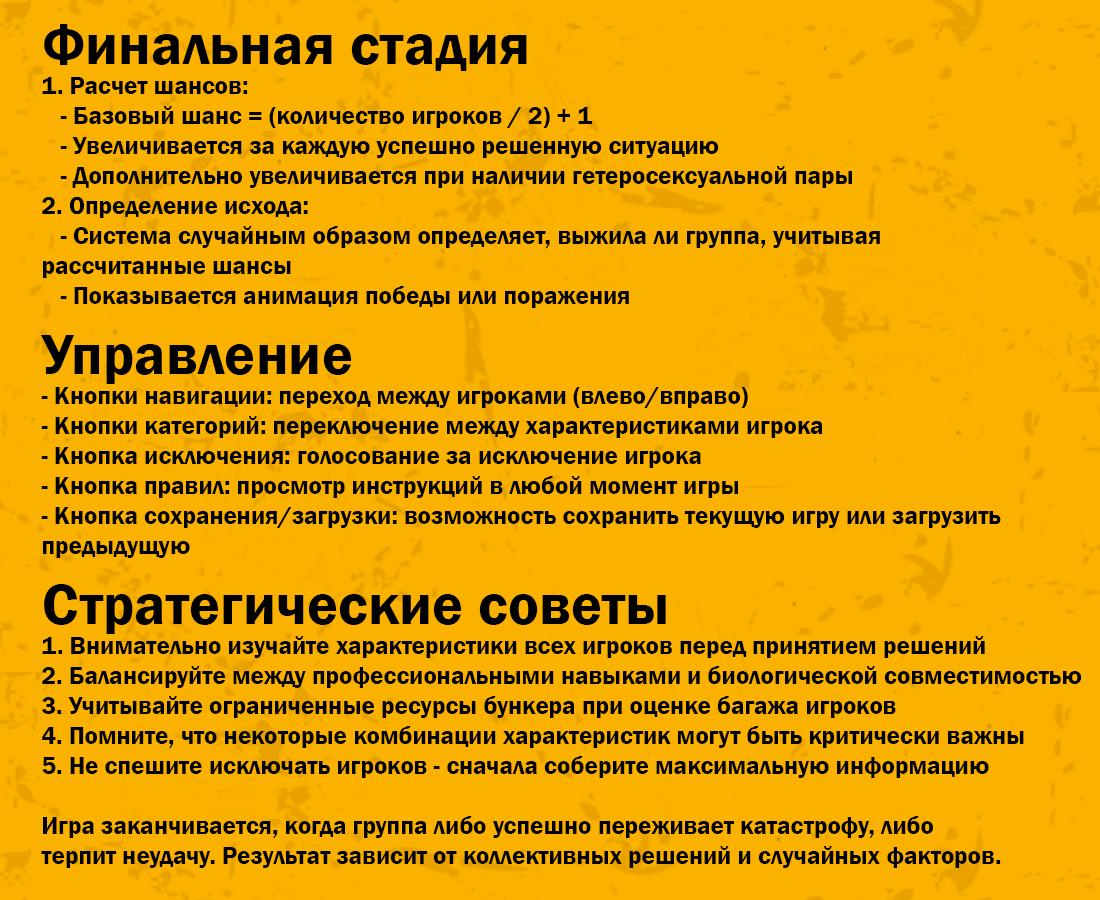 Финальная стадия
1. Расчет шансов:
- Базовый шанс = (количество игроков / 2) + 1
- Увеличивается за каждую успешно решенную ситуацию
- Дополнительно увеличивается при наличии гетеросексуальной пары
2. Определение исхода:
- Система случайным образом определяет, выжила ли группа, учитывая
рассчитанные шансы
- Показывается анимация победы или поражения
Управление
- Кнопки навигации: переход между игроками (влево/вправо)
- Кнопки категорий: переключение между характеристиками игрока
- Кнопка исключения: голосование за исключение игрока
- Кнопка правил: просмотр инструкций в любой момент игры
- Кнопка сохранения/загрузки: возможность сохранить текущую игру или загрузить
предыдущую
Стратегические советы
1. Внимательно изучайте характеристики всех игроков перед принятием решений
2. Балансируйте между профессиональными навыками и биологической совместимостью
3. Учитывайте ограниченные ресурсы бункера при оценке багажа игроков
4. Помните, что некоторые комбинации характеристик могут быть критически важны
5. Не спешите исключать игроков - сначала соберите максимальную информацию
Игра заканчивается, когда группа либо успешно переживает катастрофу, либо
терпит неудачу. Результат зависит от коллективных решений и случайных факторов.